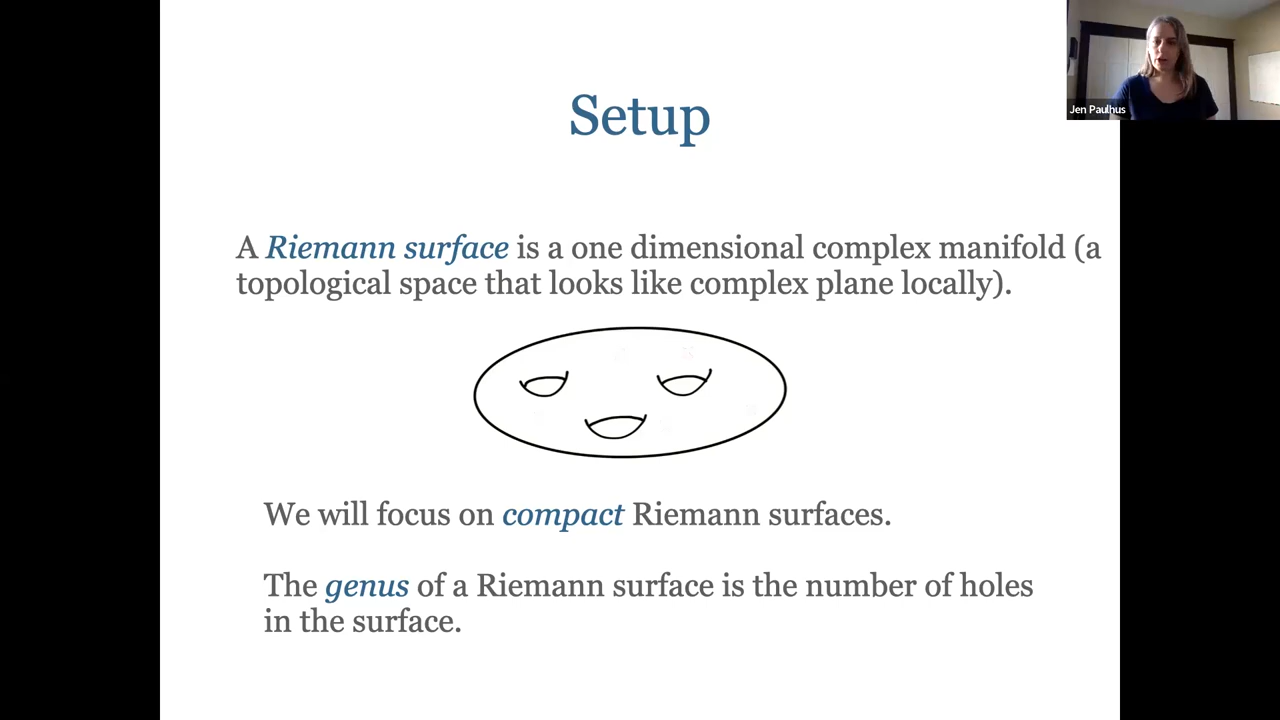 Jen Paulhus
Setup
A Riemann surface is a one dimensional complex manifold (a
topological space that looks like complex plane locally).
We will focus on compact Riemann surfaces.
The genus of a Riemann surface is the number of holes
in the surface.